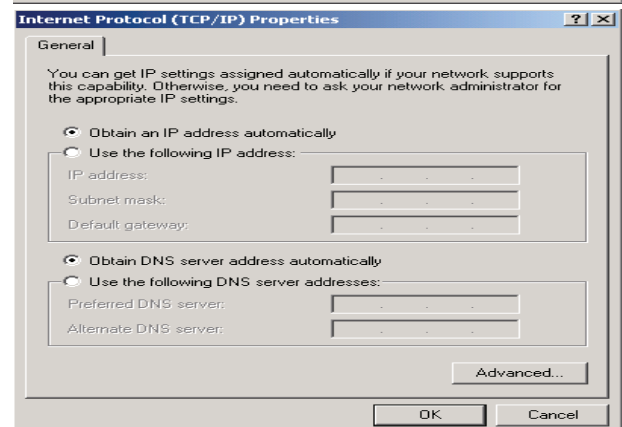 Internet Protocol (TCP/IP) Properties
General
You can get IP settings assigned automatically if your network supports
this capability. Otherwise, you need to ask your network administrator for
the appropriate IP settings.
Obtain an IP address automatically
Use the following IP address:
IP address:
Subnet mask:
Default gateway:
Obtain DNS server address automatically
Use the following DNS server addresses:
Preferred DNS server:
Alternate DNS server:
Advanced...
OK Cancel